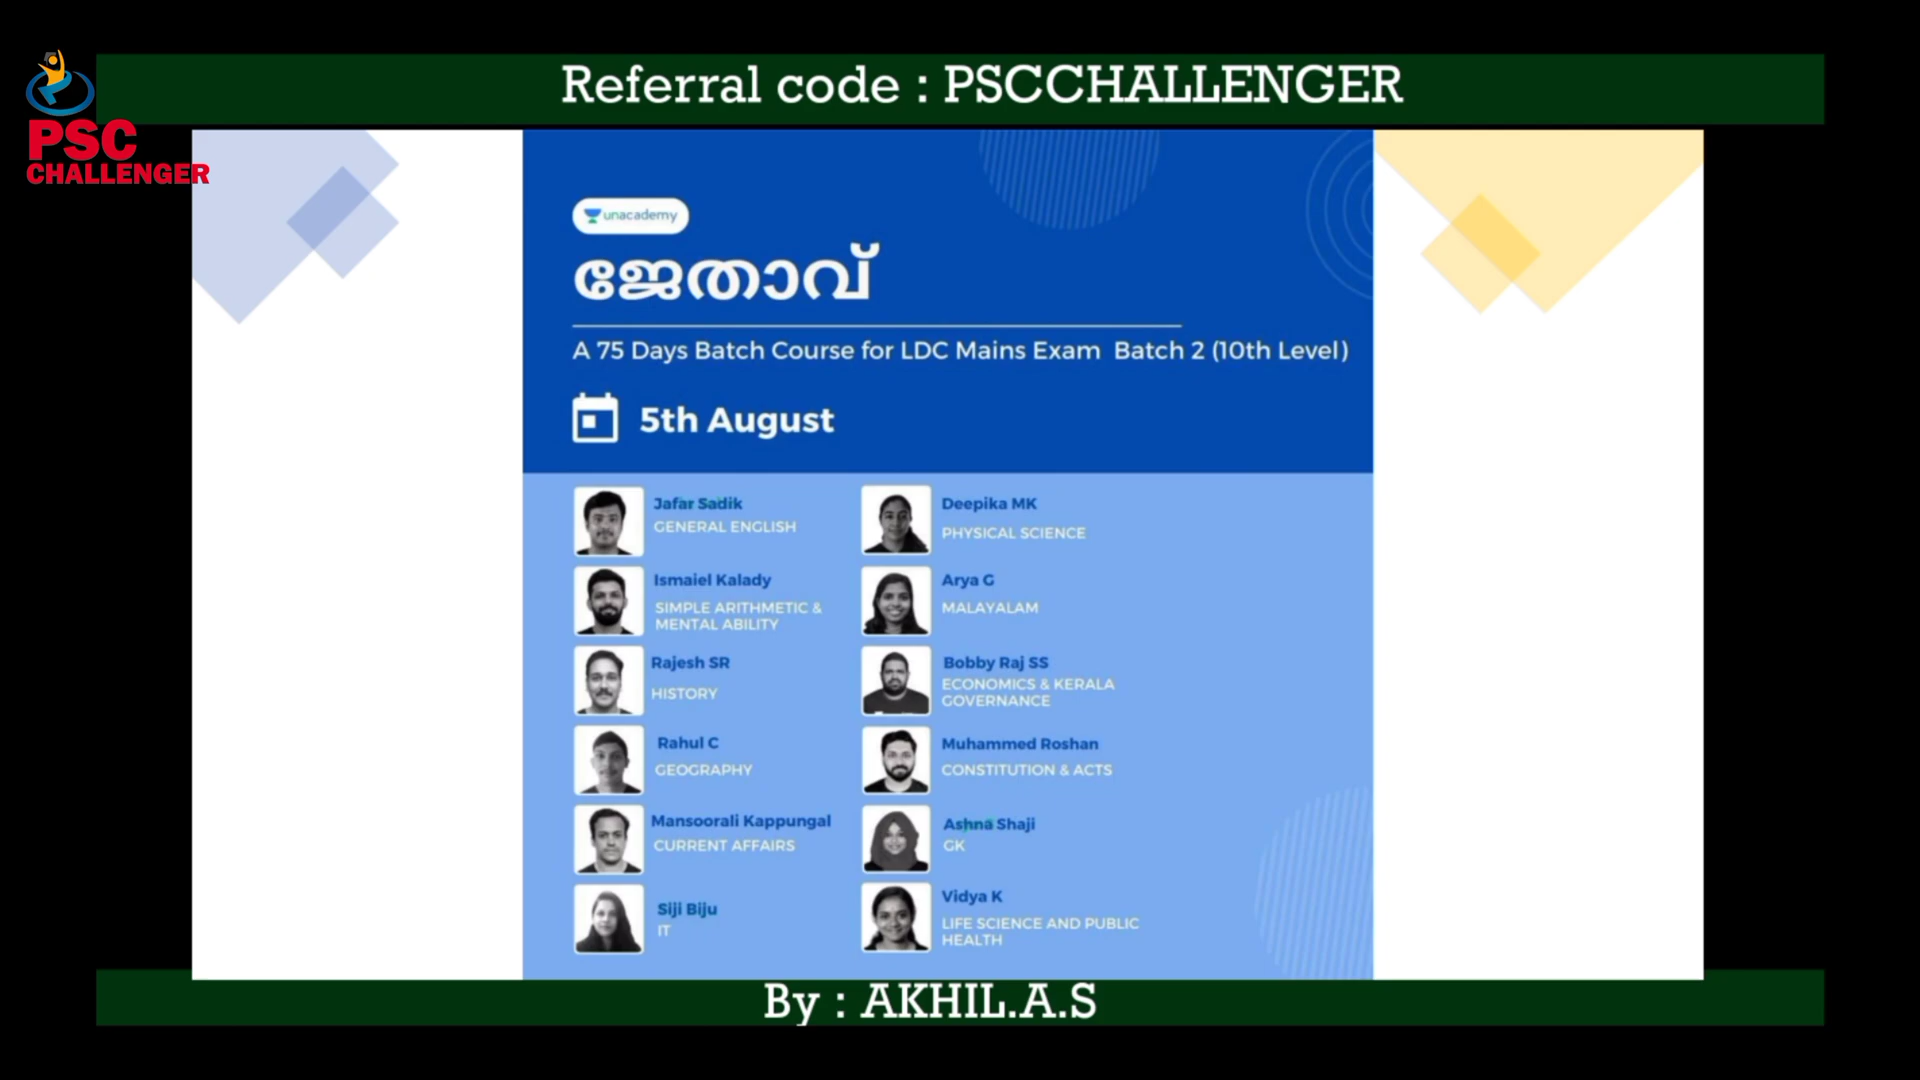 Referral code : PSCCHALLENGER
PSC
CHALLENGER
unacademy
ജേതാവ്
A 75 Days Batch Course for LDC Mains Exam Batch 2 (10th Level)
5th August
Jafar Sadik
GENERAL ENGLISH
Deepika MK
PHYSICAL SCIENCE
Ismaiel Kalady
SIMPLE ARITHMETIC &
MENTAL ABILITY
Arya G
MALAYALAM
Rajesh SR
HISTORY
Bobby Raj SS
ECONOMICS & KERALA
GOVERNANCE
Rahul C
GEOGRAPHY
Muhammed Roshan
CONSTITUTION & ACTS
Mansoorali Kappungal
CURRENT AFFAIRS
Ashna Shaji
GK
Siji Biju
IT
Vidya K
LIFE SCIENCE AND PUBLIC
HEALTH
By : AKHIL.A.S